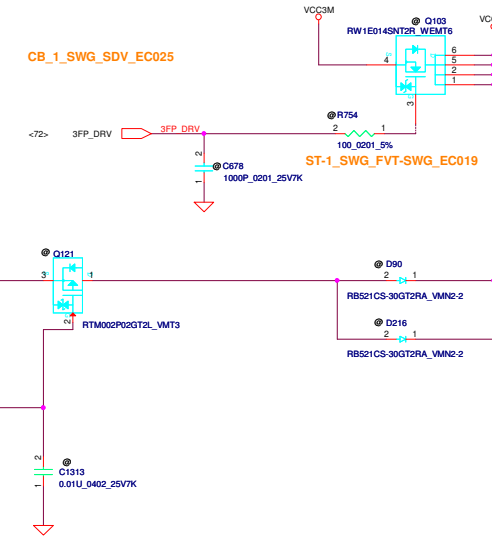 VCC3M
VC
@ Q103
RW1E014SNT2R_WEMT6
CB_1_SWG_SDV_EC025
4
6
5
2
1
3
@ R754
<72> 3FP_DRV 3FP_DRV
2 1
100_0201_5%
ST-1_SWG_FVT-SWG_EC019
2
@ C678
1
1000P_0201_25V7K
@ Q121
3 1
2
RTM002P02GT2L_VMT3
@ D90
2 1
RB521CS-30GT2RA_VMN2-2
@ D216
2 1
RB521CS-30GT2RA_VMN2-2
2
@
C1313
1
0.01U_0402_25V7K